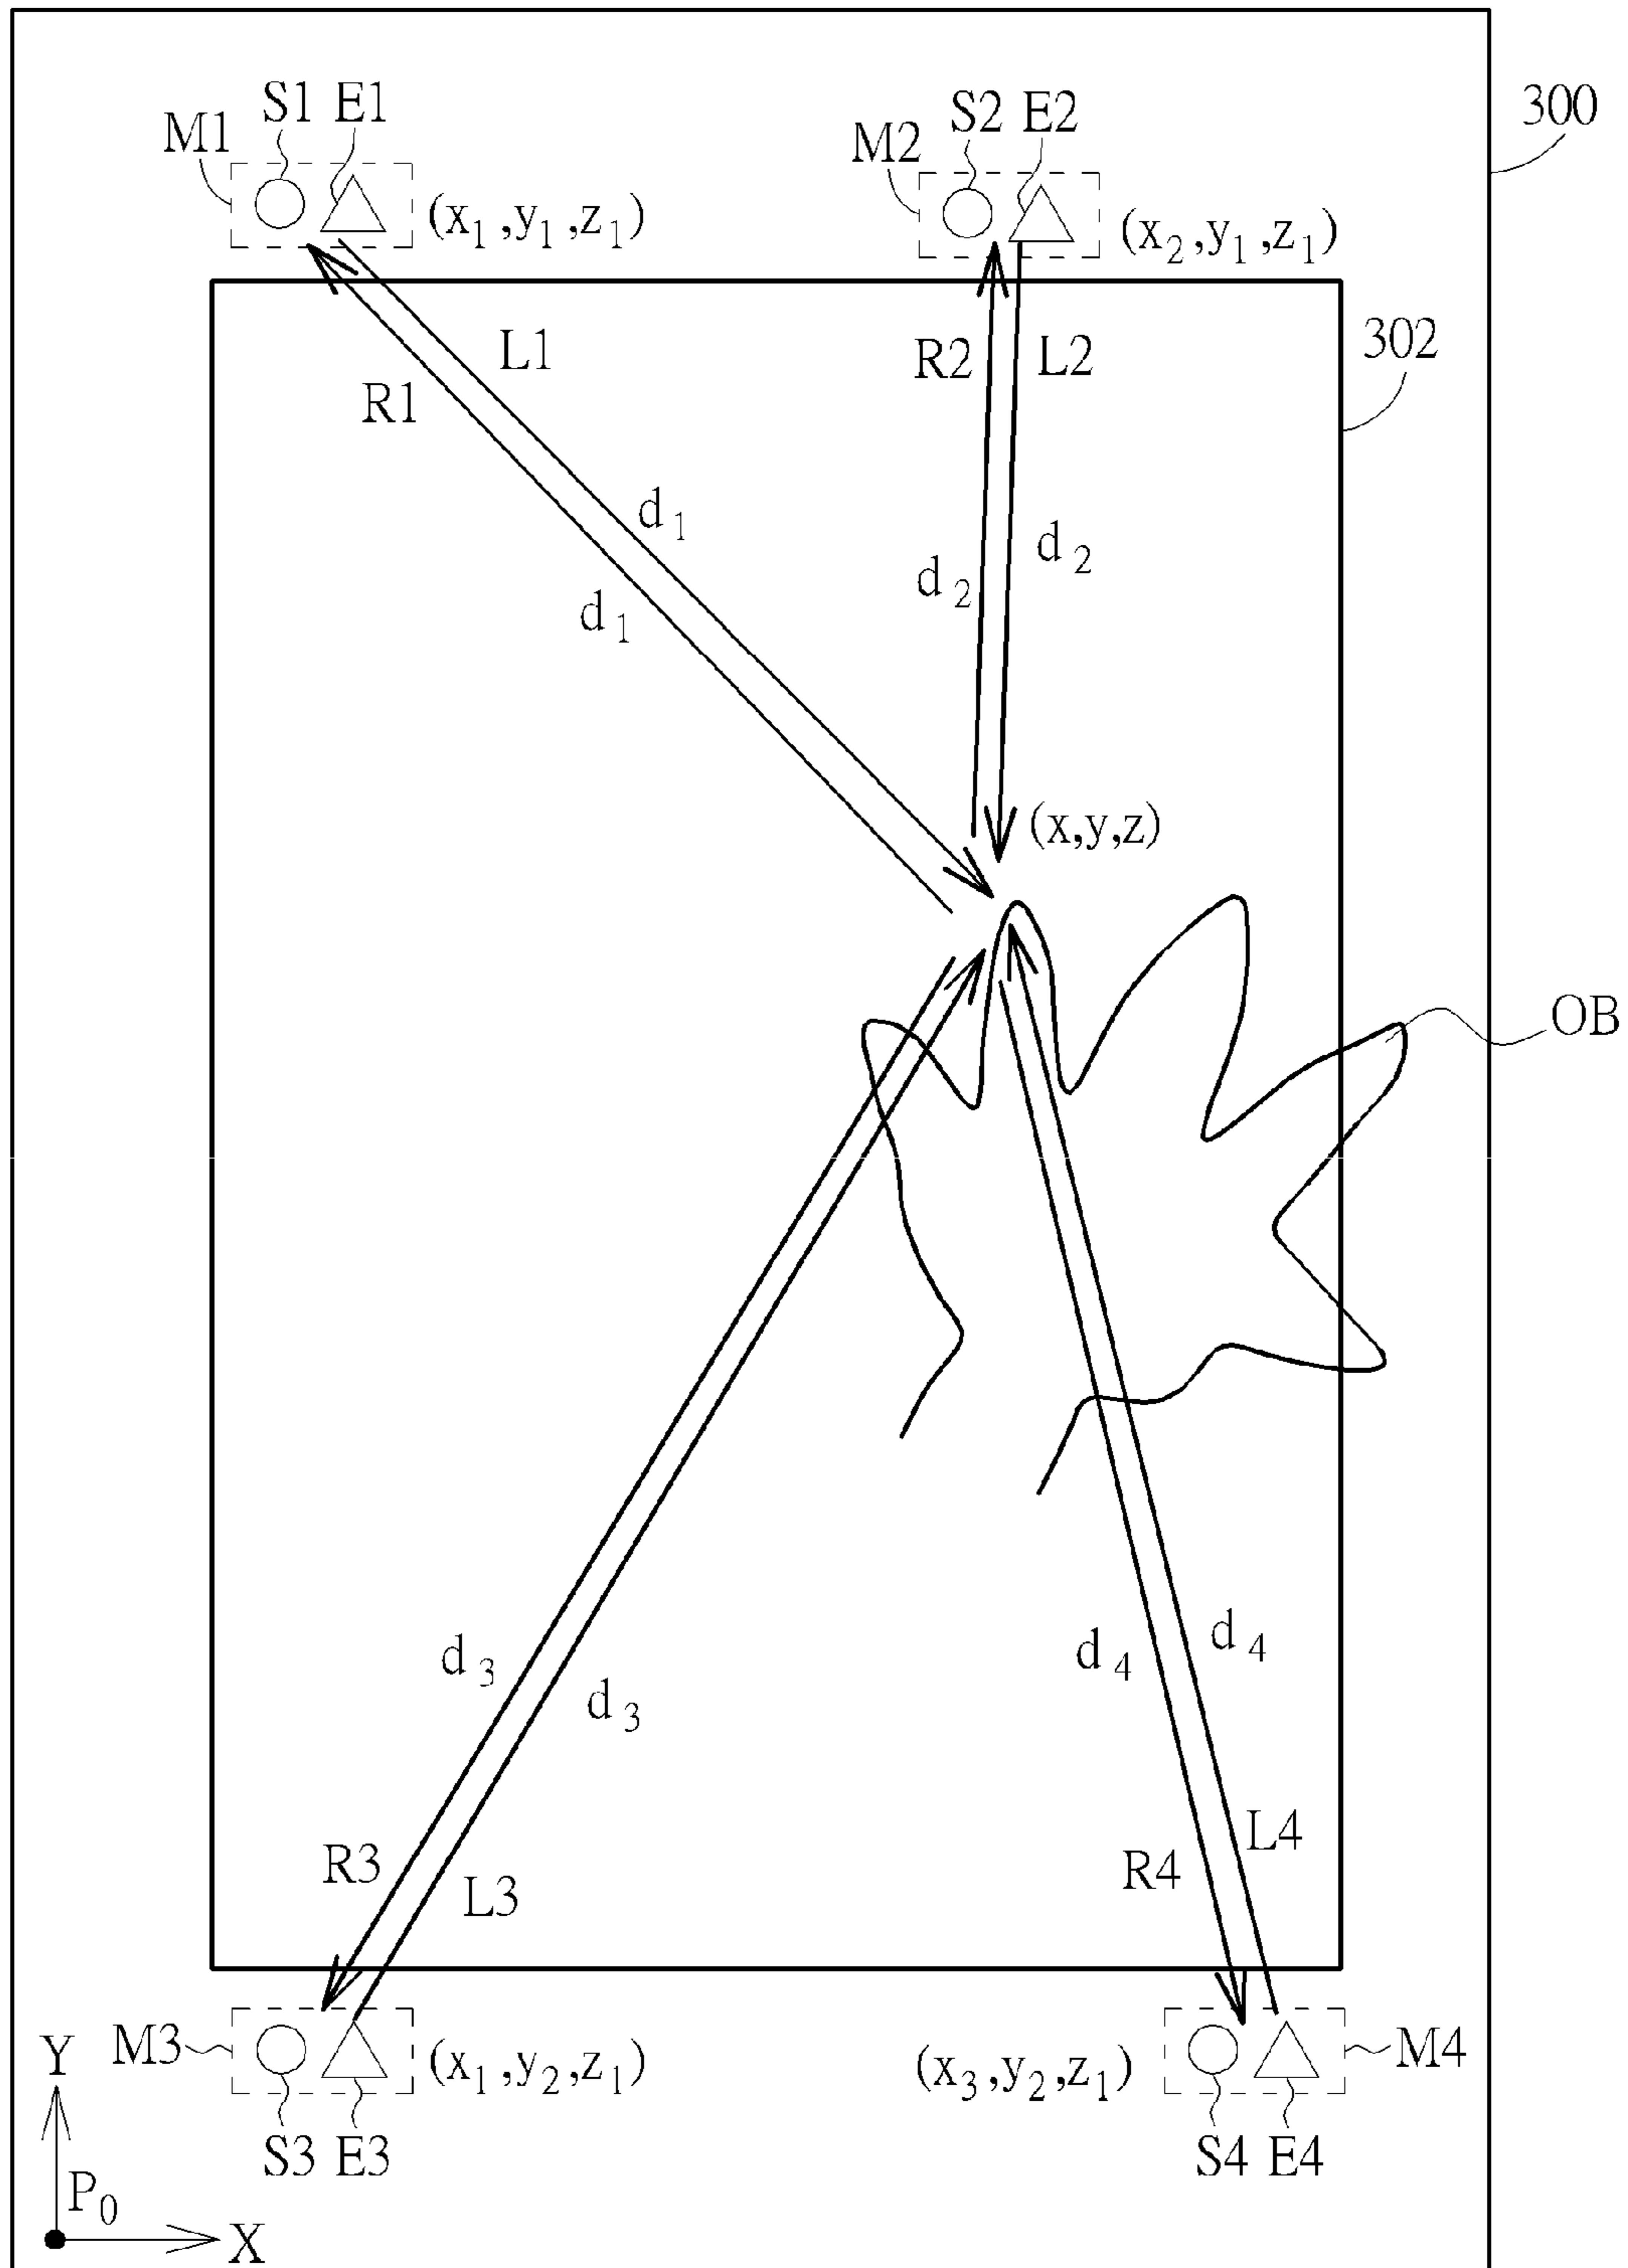 S1 E1
S2 E2
300
M1
M2
(x₁,y₁,z₁)
(x₂,y₁,z₁)
302
L1
R2 L2
R1
d₁
d₂
d₂
d₁
(x,y,z)
OB
d₄
d₃
d₄
d₃
L4
R3
R4
L3
Y M3
(x₁,y₂,z₁)
(x₃,y₂,z₁)
M4
S3 E3
S4 E4
P₀
X